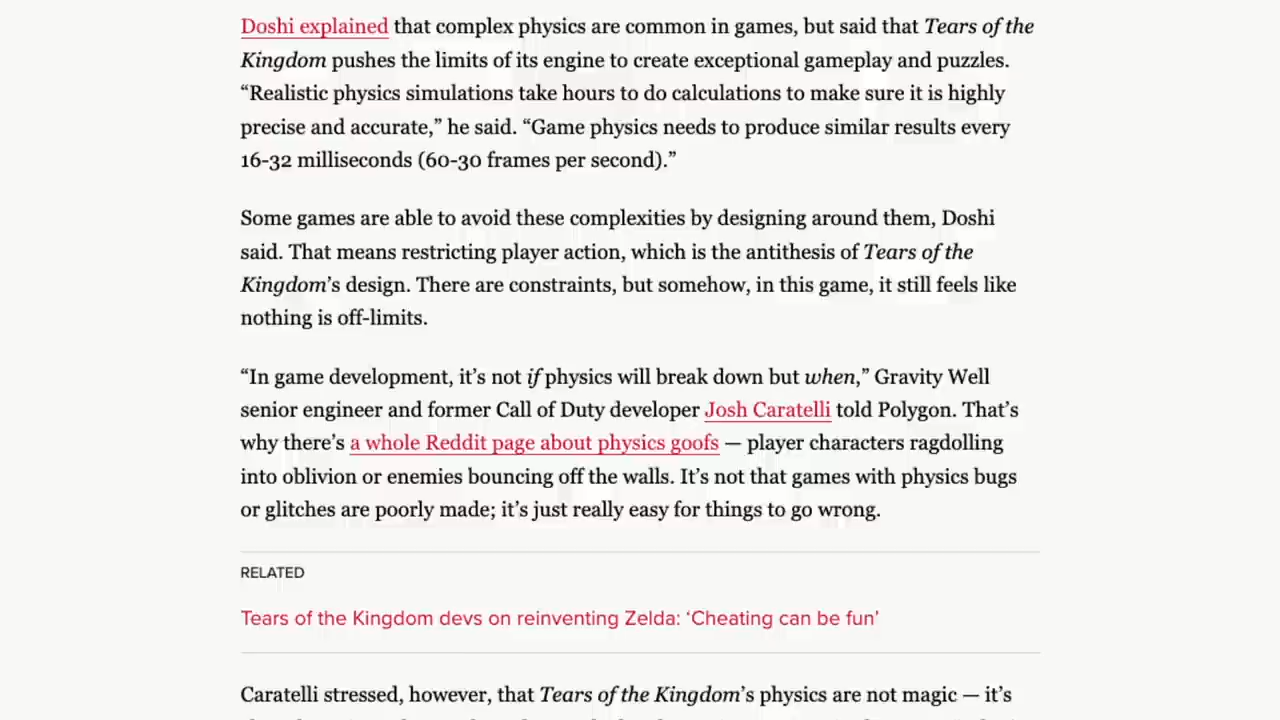 Doshi explained that complex physics are common in games, but said that Tears of the
Kingdom pushes the limits of its engine to create exceptional gameplay and puzzles.
“Realistic physics simulations take hours to do calculations to make sure it is highly
precise and accurate,” he said. “Game physics needs to produce similar results every
16-32 milliseconds (60-30 frames per second).”
Some games are able to avoid these complexities by designing around them, Doshi
said. That means restricting player action, which is the antithesis of Tears of the
Kingdom’s design. There are constraints, but somehow, in this game, it still feels like
nothing is off-limits.
“In game development, it’s not if physics will break down but when,” Gravity Well
senior engineer and former Call of Duty developer Josh Caratelli told Polygon. That’s
why there’s a whole Reddit page about physics goofs — player characters ragdolling
into oblivion or enemies bouncing off the walls. It’s not that games with physics bugs
or glitches are poorly made; it’s just really easy for things to go wrong.
RELATED
Tears of the Kingdom devs on reinventing Zelda: ‘Cheating can be fun’
Caratelli stressed, however, that Tears of the Kingdom’s physics are not magic — it’s